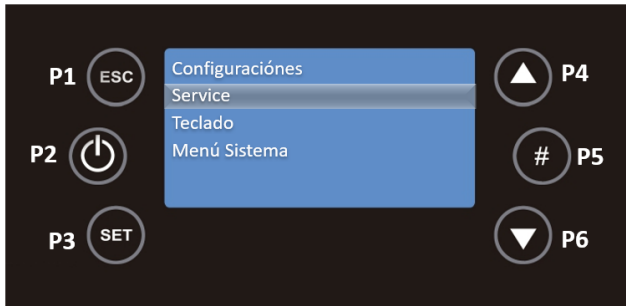 P1 ESC
P2
P3 SET
Configuraciónes
Service
Teclado
Menú Sistema
P4
# P5
P6